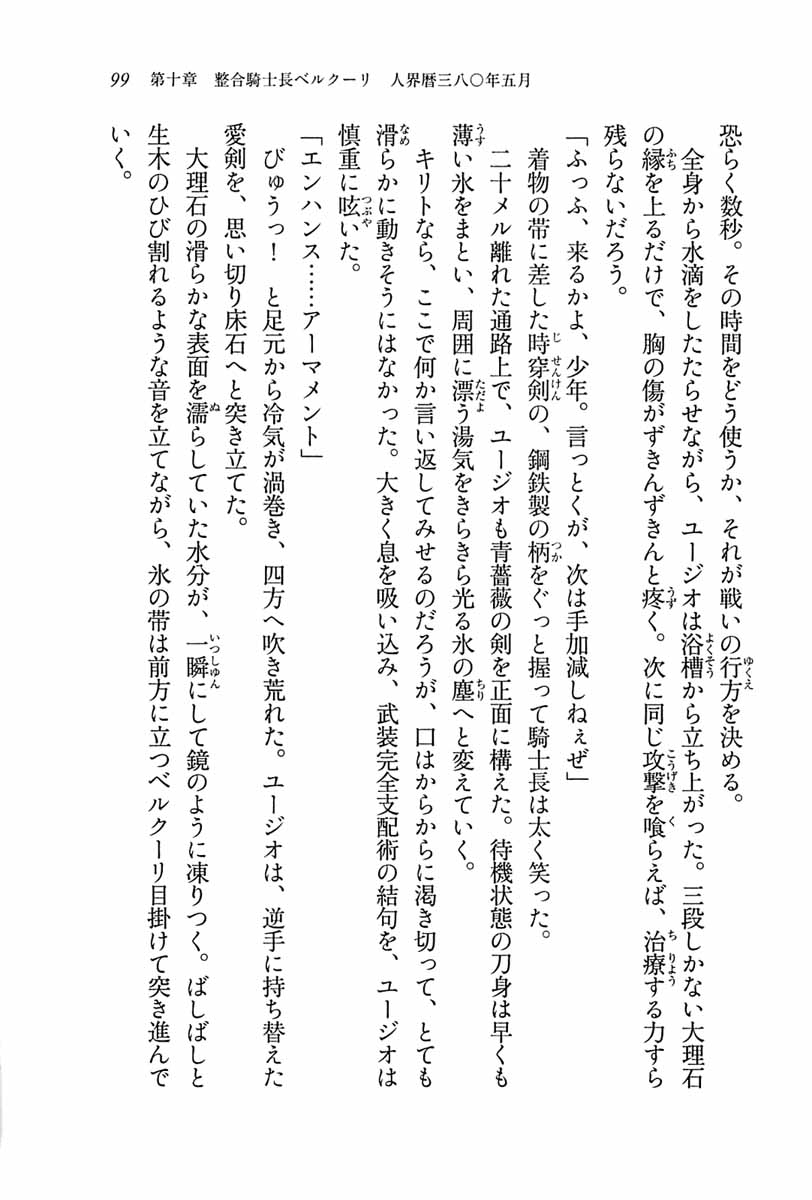 99　第十章　整合騎士長ベルクーリ　人界暦三八〇年五月
恐らく数秒。その時間をどう使うか、それが戦いの行方を決める。
　全身から水滴をしたたらせながら、ユージオは浴槽から立ち上がった。三段しかない大理石
の縁を上るだけで、胸の傷がずきんずきんと疼く。次に同じ攻撃を喰らえば、治療する力すら
残らないだろう。
「ふっふ、来るかよ、少年。言っとくが、次は手加減しねぇぜ」
　着物の帯に差した時穿剣の、鋼鉄製の柄をぐっと握って騎士長は太く笑った。
　二十メル離れた通路上で、ユージオも青薔薇の剣を正面に構えた。待機状態の刀身は早くも
薄い氷をまとい、周囲に漂う湯気をきらきら光る氷の塵へと変えていく。
　キリトなら、ここで何か言い返してみせるのだろうが、口はからからに渇き切って、とても
滑らかに動きそうにはなかった。大きく息を吸い込み、武装完全支配術の結句を、ユージオは
慎重に呟いた。
「エンハンス……アーマメント」
　びゅうっ！　と足元から冷気が渦巻き、四方へ吹き荒れた。ユージオは、逆手に持ち替えた
愛剣を、思い切り床石へと突き立てた。
　大理石の滑らかな表面を濡らしていた水分が、一瞬にして鏡のように凍りつく。ばしばしと
生木のひび割れるような音を立てながら、氷の帯は前方に立つベルクーリ目掛けて突き進んで
いく。